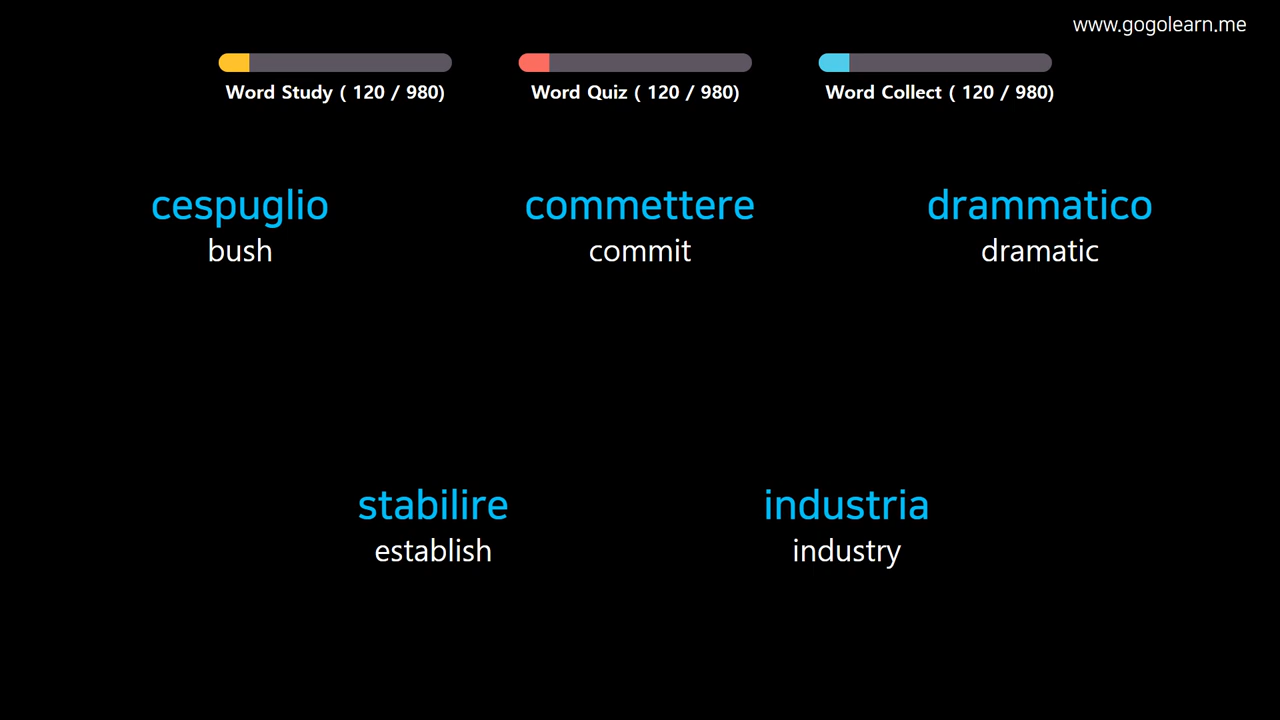 www.gogolearn.me
Word Study ( 120 / 980)
Word Quiz ( 120 / 980)
Word Collect ( 120 / 980)
cespuglio
bush
commettere
commit
drammatico
dramatic
stabilire
establish
industria
industry